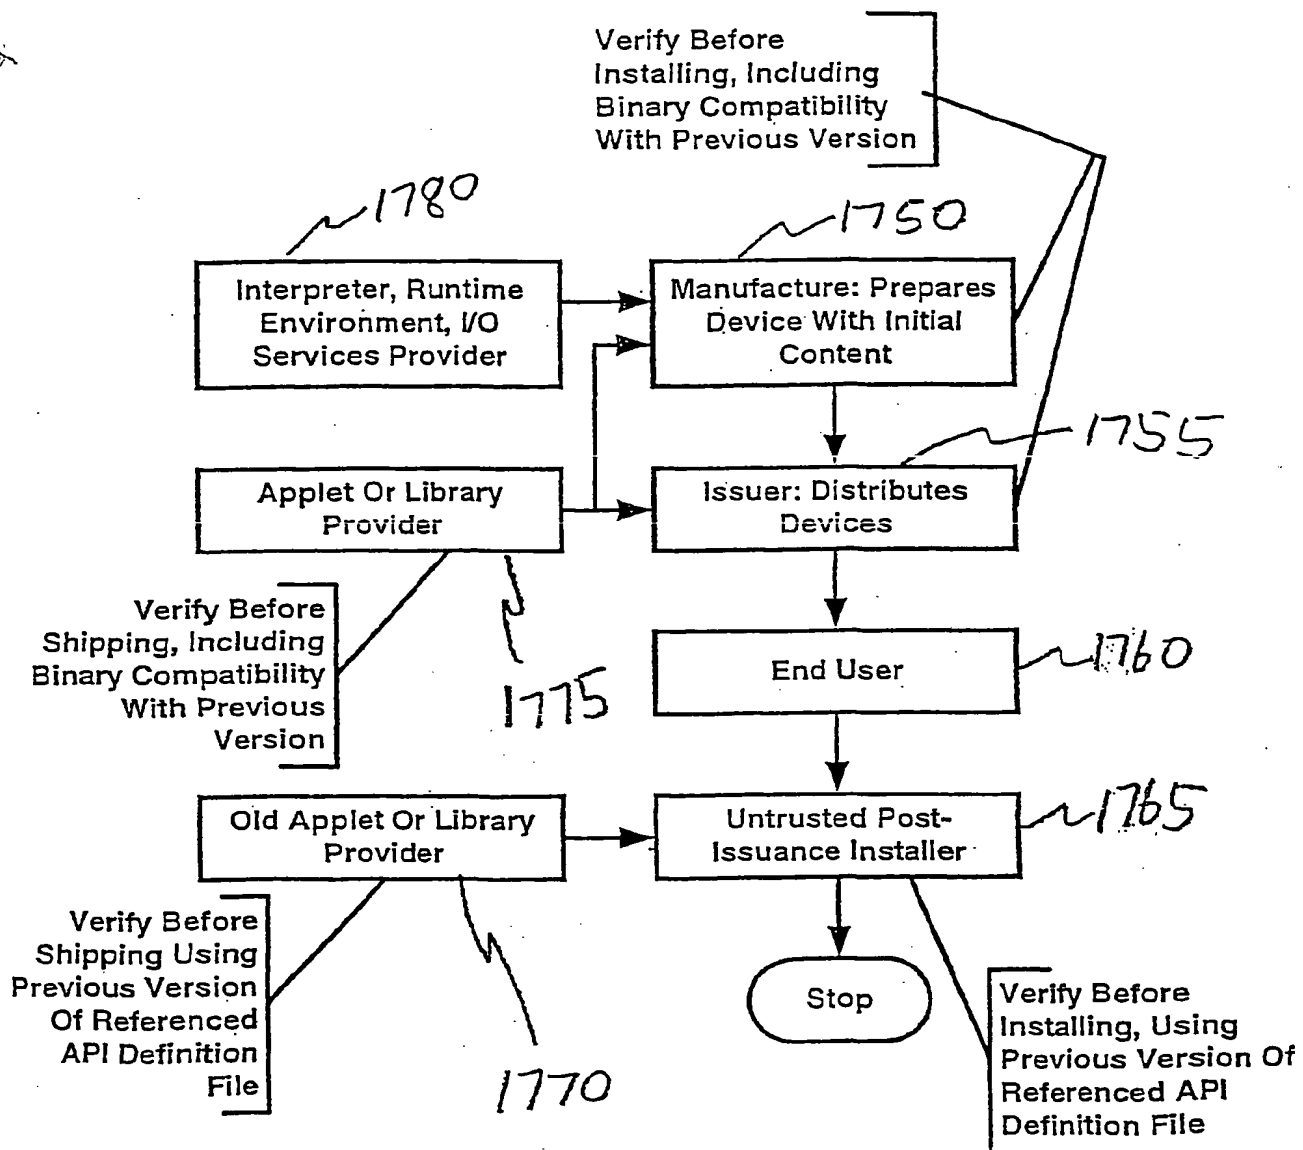 Verify Before
Installing, Including
Binary Compatibility
With Previous Version
1780
1750
Interpreter, Runtime
Environment, I/O
Services Provider
Manufacture: Prepares
Device With Initial
Content
1755
Applet Or Library
Provider
Issuer: Distributes
Devices
Verify Before
Shipping, Including
Binary Compatibility
With Previous
Version
1775
End User
1760
Old Applet Or Library
Provider
Untrusted Post-
Issuance Installer
1765
Verify Before
Shipping Using
Previous Version
Of Referenced
API Definition
File
1770
Stop
Verify Before
Installing, Using
Previous Version Of
Referenced API
Definition File